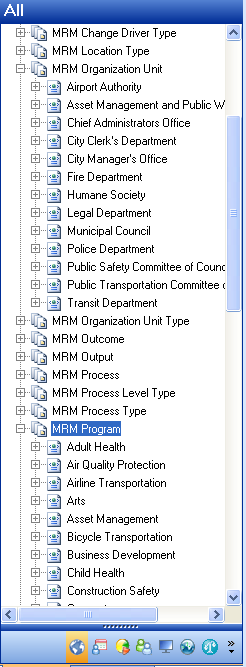 All
MRM Change Driver Type
MRM Location Type
MRM Organization Unit
Airport Authority
Asset Management and Public W
Chief Administrators Office
City Clerk's Department
City Manager's Office
Fire Department
Humane Society
Legal Department
Municipal Council
Police Department
Public Safety Committee of Counc
Public Transportation Committee o
Transit Department
MRM Organization Unit Type
MRM Outcome
MRM Output
MRM Process
MRM Process Level Type
MRM Process Type
MRM Program
Adult Health
Air Quality Protection
Airline Transportation
Arts
Asset Management
Bicycle Transportation
Business Development
Child Health
Construction Safety